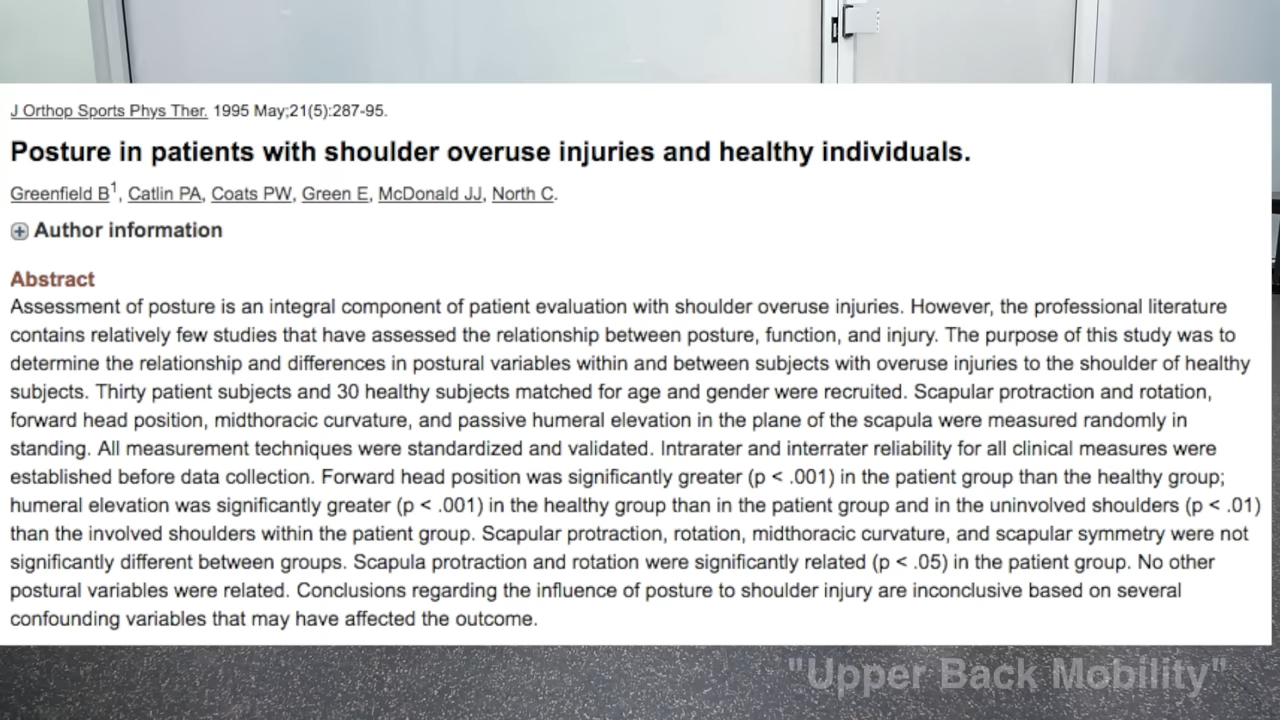 J Orthop Sports Phys Ther. 1995 May;21(5):287-95.
Posture in patients with shoulder overuse injuries and healthy individuals.
Greenfield B1, Catlin PA, Coats PW, Green E, McDonald JJ, North C.
Author information
Abstract
Assessment of posture is an integral component of patient evaluation with shoulder overuse injuries. However, the professional literature
contains relatively few studies that have assessed the relationship between posture, function, and injury. The purpose of this study was to
determine the relationship and differences in postural variables within and between subjects with overuse injuries to the shoulder of healthy
subjects. Thirty patient subjects and 30 healthy subjects matched for age and gender were recruited. Scapular protraction and rotation,
forward head position, midthoracic curvature, and passive humeral elevation in the plane of the scapula were measured randomly in
standing. All measurement techniques were standardized and validated. Intrarater and interrater reliability for all clinical measures were
established before data collection. Forward head position was significantly greater (p < .001) in the patient group than the healthy group;
humeral elevation was significantly greater (p < .001) in the healthy group than in the patient group and in the uninvolved shoulders (p < .01)
than the involved shoulders within the patient group. Scapular protraction, rotation, midthoracic curvature, and scapular symmetry were not
significantly different between groups. Scapula protraction and rotation were significantly related (p < .05) in the patient group. No other
postural variables were related. Conclusions regarding the influence of posture to shoulder injury are inconclusive based on several
confounding variables that may have affected the outcome.
"Upper Back Mobility"